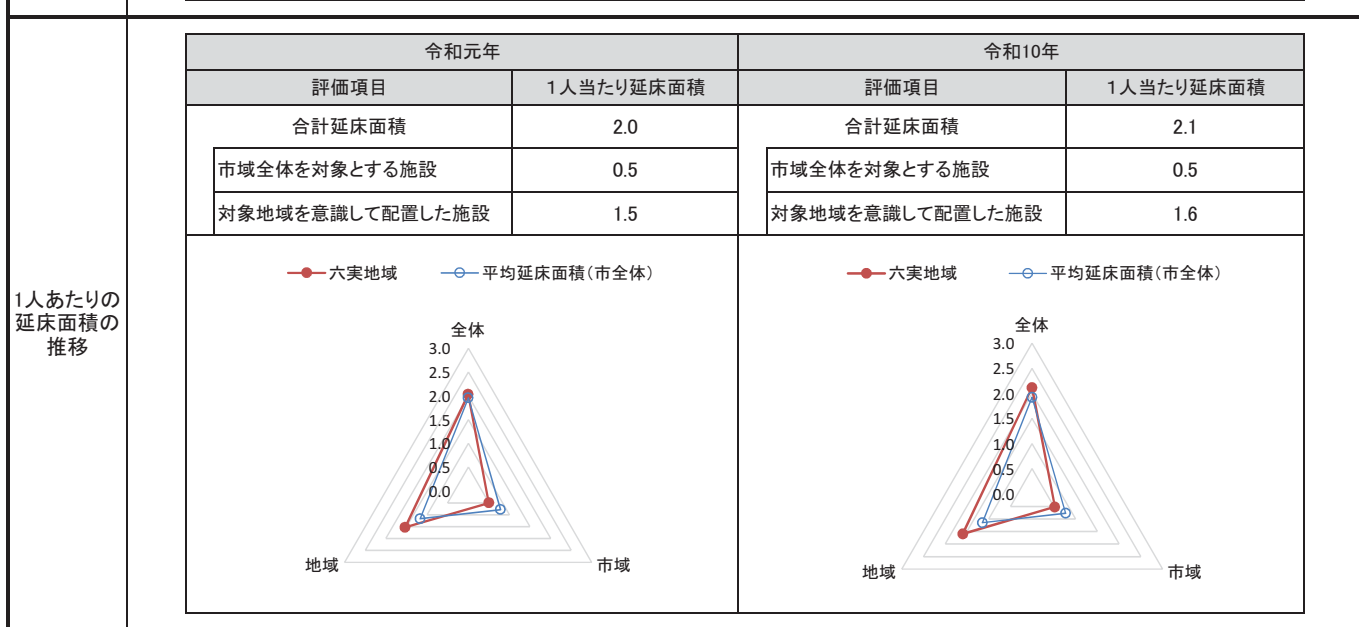 1人あたりの
延床面積の
推移
令和元年
令和10年
評価項目
1人当たり延床面積
評価項目
1人当たり延床面積
合計延床面積
2.0
合計延床面積
2.1
市域全体を対象とする施設
0.5
市域全体を対象とする施設
0.5
対象地域を意識して配置した施設
1.5
対象地域を意識して配置した施設
1.6
六実地域
平均延床面積(市全体)
全体
3.0
2.5
2.0
1.5
1.0
0.5
0.0
地域
市域
六実地域
平均延床面積(市全体)
全体
3.0
2.5
2.0
1.5
1.0
0.5
0.0
地域
市域